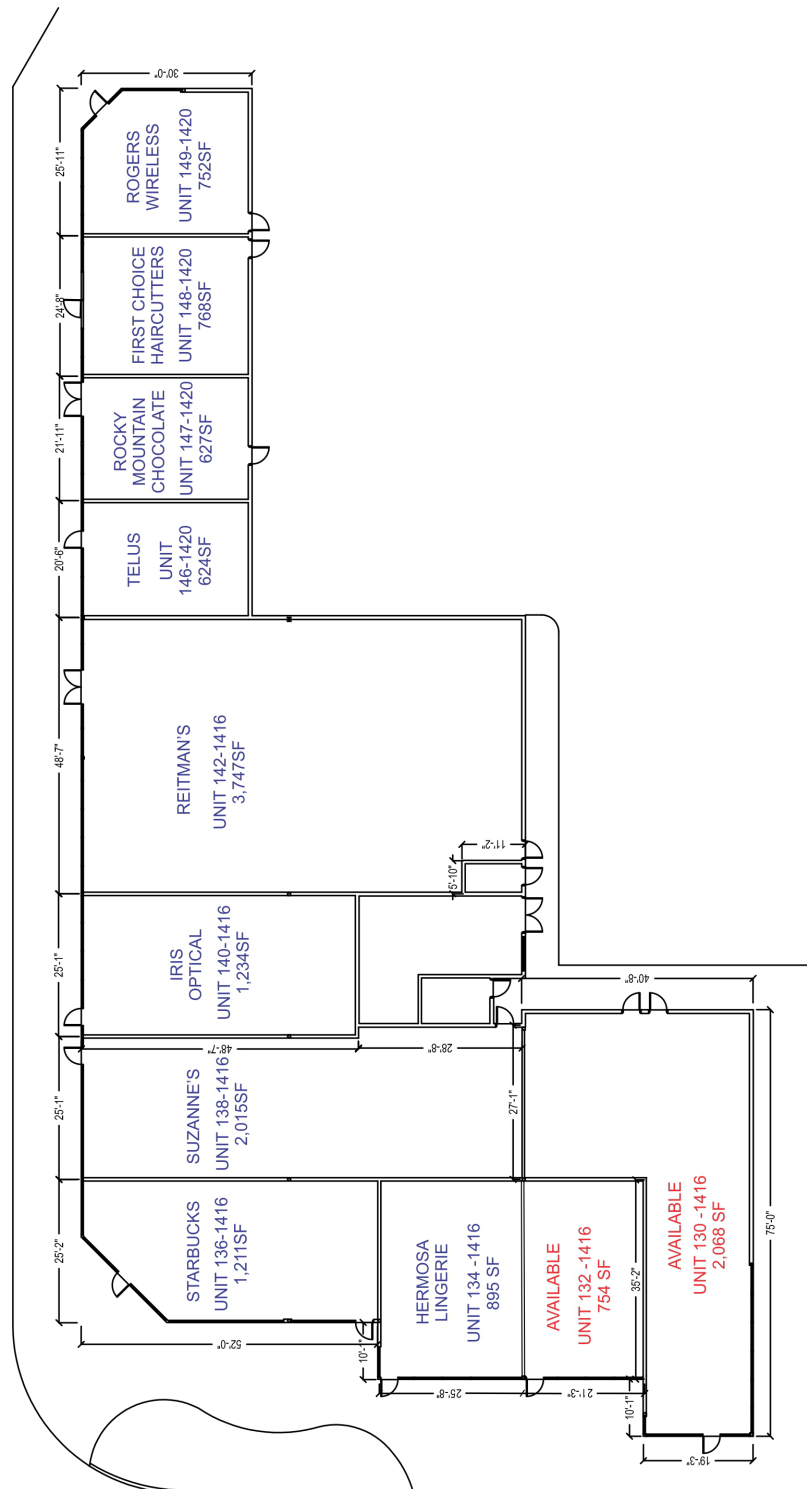 30'-0"
25'-11"
ROGERS
WIRELESS
UNIT 149-1420
752SF
24'-8"
FIRST CHOICE
HAIRCUTTERS
UNIT 148-1420
768SF
21'-11"
ROCKY
MOUNTAIN
CHOCOLATE
UNIT 147-1420
627SF
20'-6"
TELUS
UNIT
146-1420
624SF
48'-7"
REITMAN'S
UNIT 142-1416
3,747SF
11'-2"
5'-10"
25'-1"
IRIS
OPTICAL
UNIT 140-1416
1,234SF
40'-8"
48'-7"
28'-8"
25'-1"
SUZANNE'S
UNIT 138-1416
2,015SF
27'-1"
25'-2"
STARBUCKS
UNIT 136-1416
1,211SF
52'-0"
10'-1"
HERMOSA
LINGERIE
UNIT 134 -1416
895 SF
25'-8"
AVAILABLE
UNIT 132 -1416
754 SF
35'-2"
21'-3"
10'-1"
AVAILABLE
UNIT 130 -1416
2,068 SF
75'-0"
19'-3"